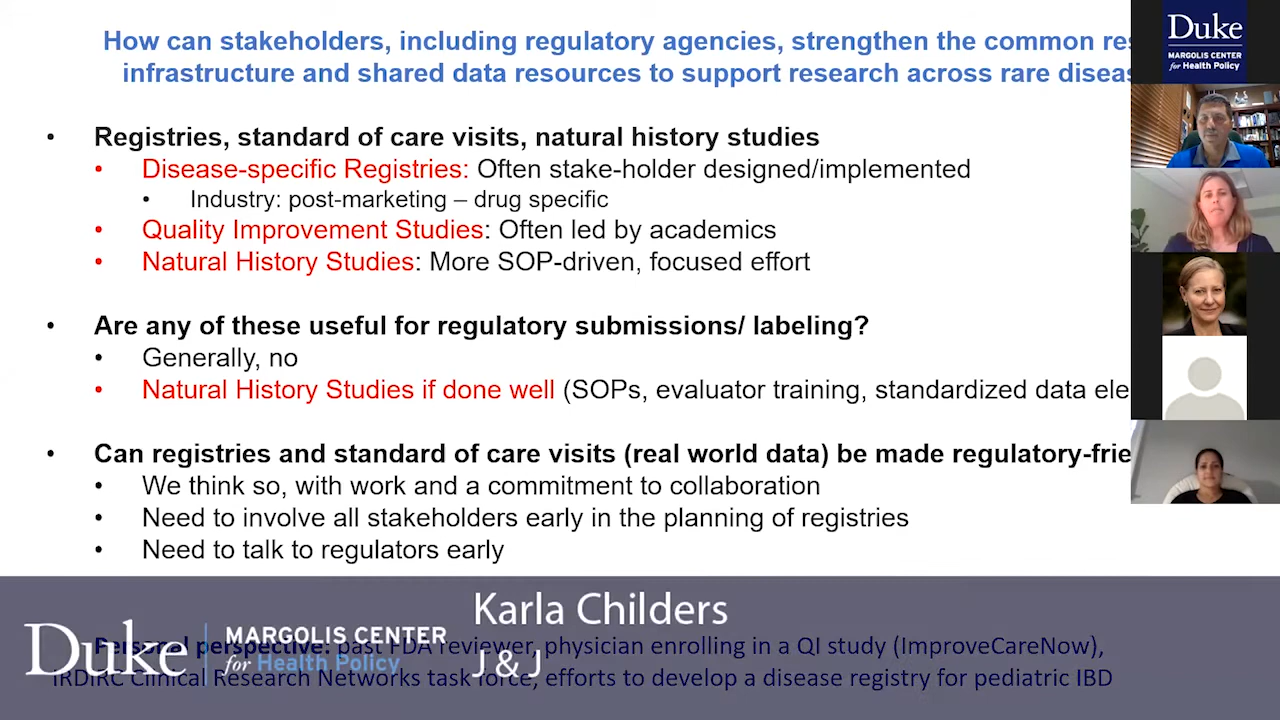 How can stakeholders, including regulatory agencies, strengthen the common res
infrastructure and shared data resources to support research across rare diseas
• Registries, standard of care visits, natural history studies
• Disease-specific Registries: Often stake-holder designed/implemented
• Industry: post-marketing – drug specific
• Quality Improvement Studies: Often led by academics
• Natural History Studies: More SOP-driven, focused effort
• Are any of these useful for regulatory submissions/ labeling?
• Generally, no
• Natural History Studies if done well (SOPs, evaluator training, standardized data ele
• Can registries and standard of care visits (real world data) be made regulatory-frie
• We think so, with work and a commitment to collaboration
• Need to involve all stakeholders early in the planning of registries
• Need to talk to regulators early
Personal perspective: past FDA reviewer, physician enrolling in a QI study (ImproveCareNow),
IRDIRC Clinical Research Networks task force, efforts to develop a disease registry for pediatric IBD
Duke
MARGOLIS CENTER
for Health Policy
Karla Childers
J & J
Duke
MARGOLIS CENTER
for Health Policy